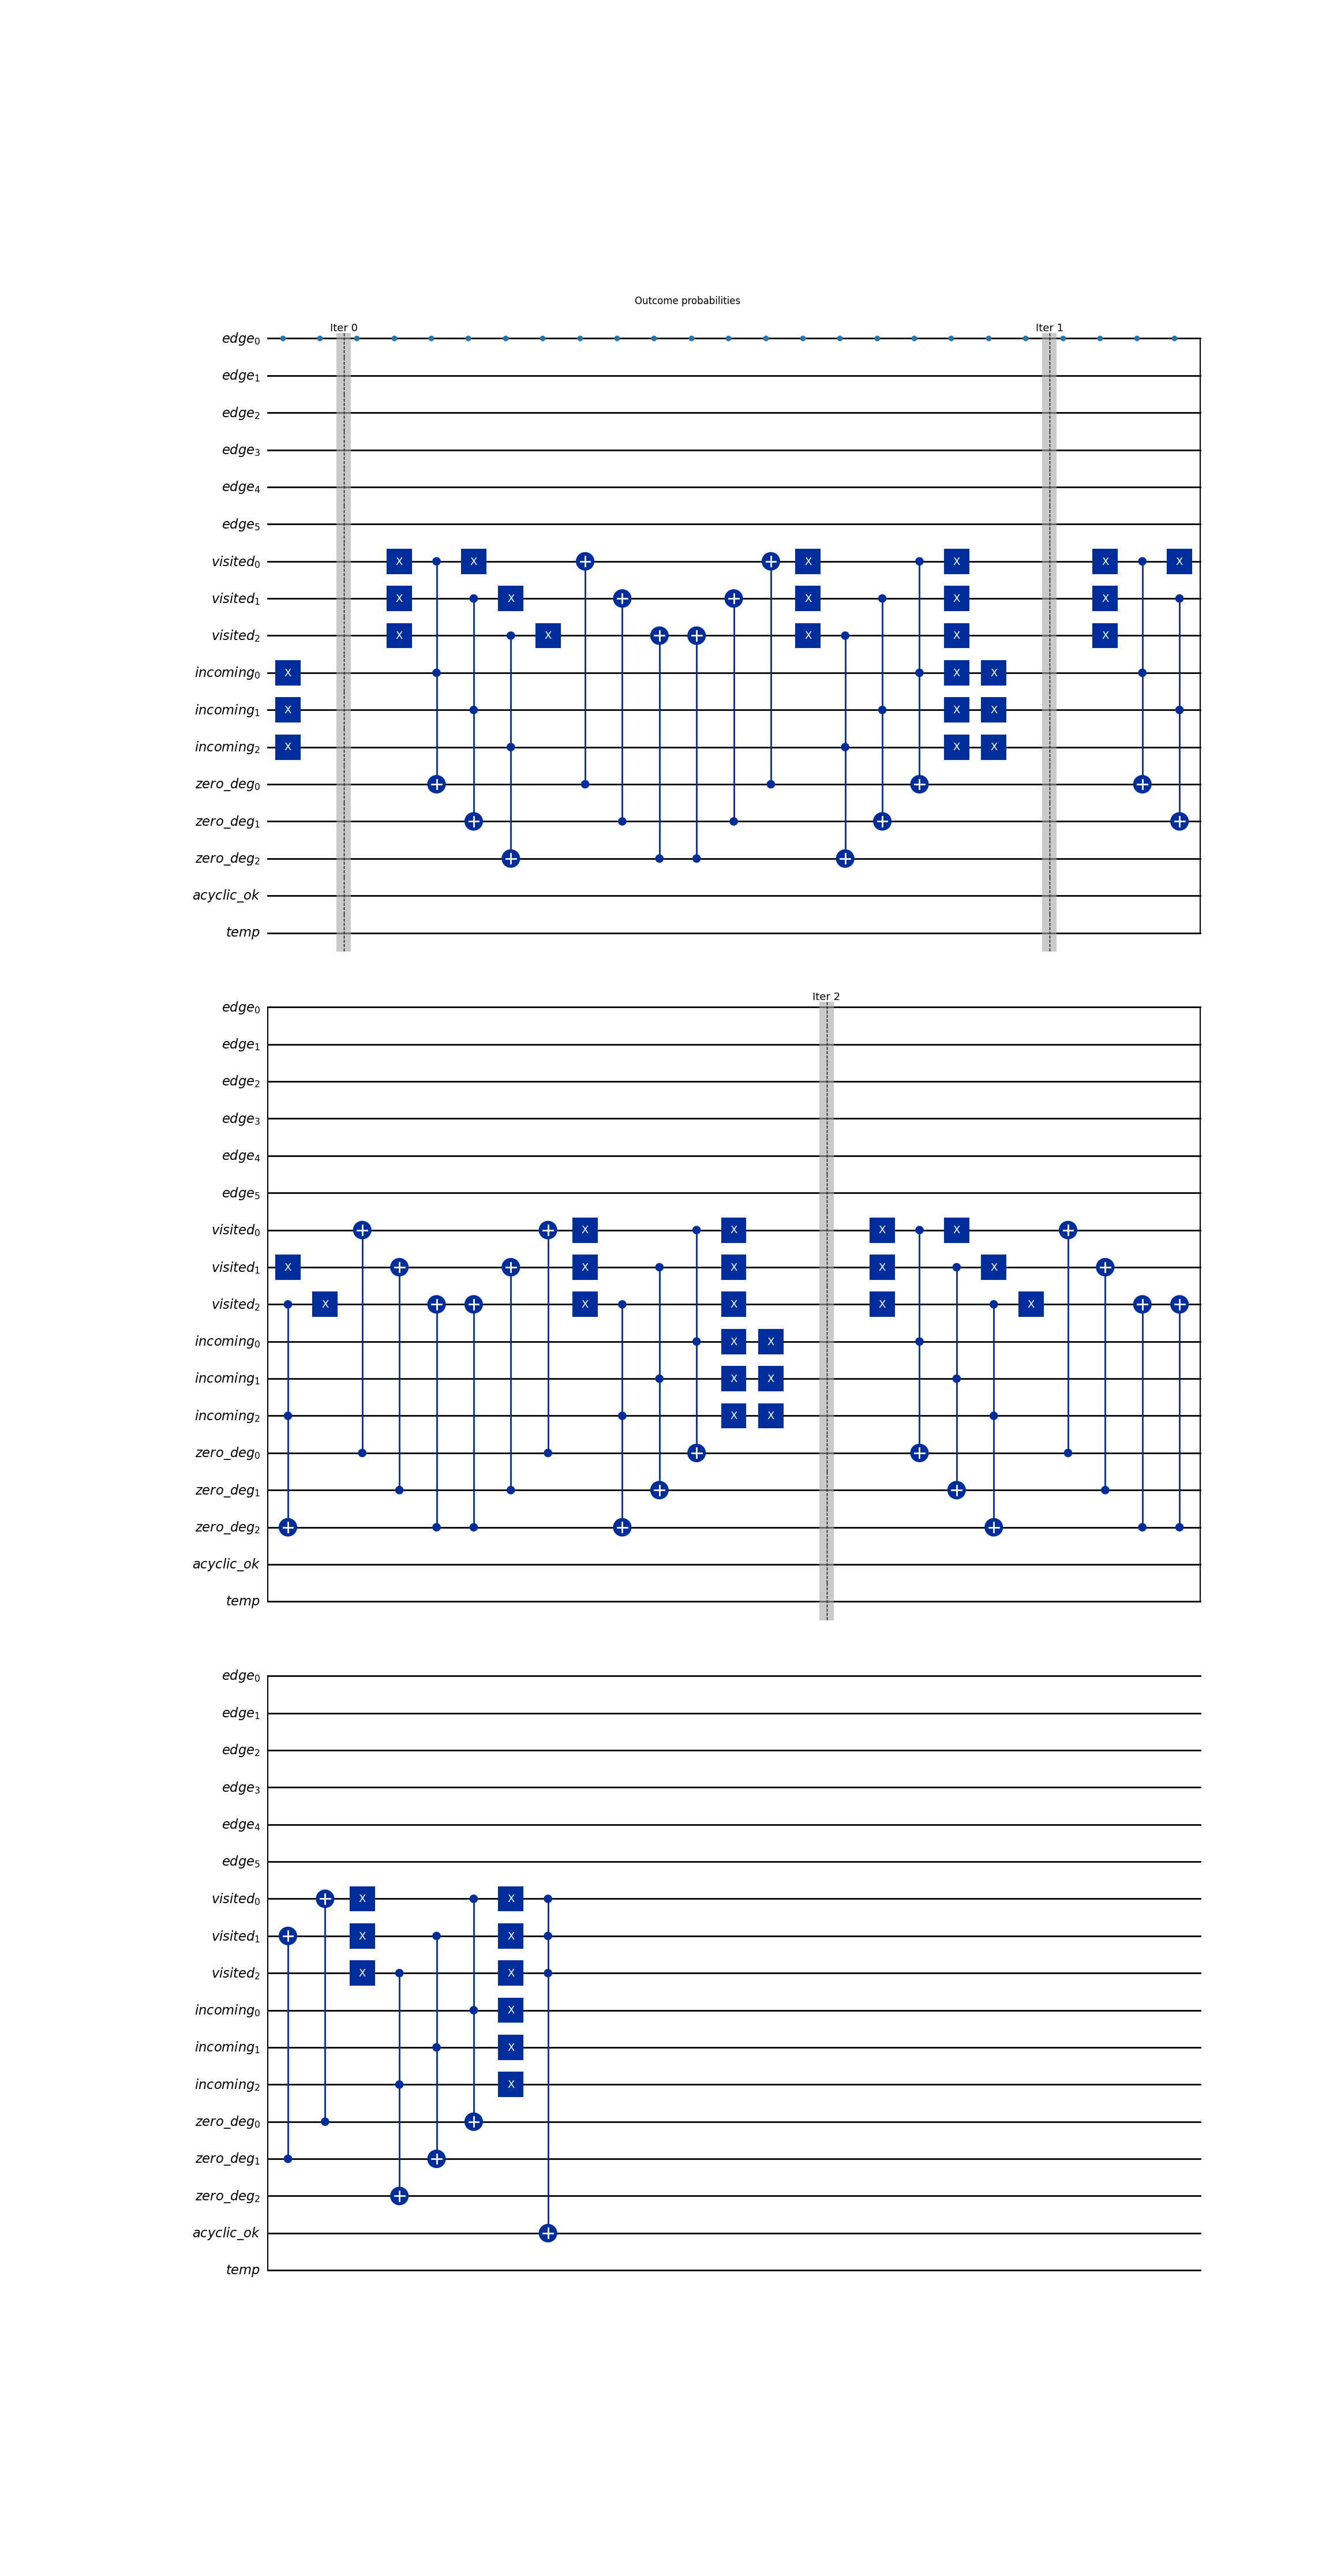 Outcome probabilities
Iter 0 Iter 1
edge₀
edge₁
edge₂
edge₃
edge₄
edge₅
visited₀ X X X X X X
visited₁ X X X X X
visited₂ X X X X X
incoming₀ X X X
incoming₁ X X X
incoming₂ X X X
zero_deg₀
zero_deg₁
zero_deg₂
acyclic_ok
temp
Iter 2
edge₀
edge₁
edge₂
edge₃
edge₄
edge₅
visited₀ X X X X
visited₁ X X X X X
visited₂ X X X X X
incoming₀ X X
incoming₁ X X
incoming₂ X X
zero_deg₀
zero_deg₁
zero_deg₂
acyclic_ok
temp
edge₀
edge₁
edge₂
edge₃
edge₄
edge₅
visited₀ X X
visited₁ X X
visited₂ X X
incoming₀ X
incoming₁ X
incoming₂ X
zero_deg₀
zero_deg₁
zero_deg₂
acyclic_ok
temp